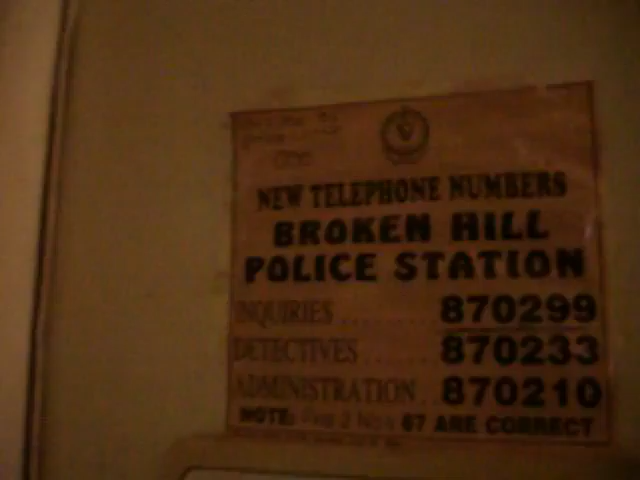 NEW TELEPHONE NUMBERS
BROKEN HILL
POLICE STATION
INQUIRIES ........ 870299
DETECTIVES ...... 870233
ADMINISTRATION . 870210
NOTE: 2 Nos 87 ARE CORRECT